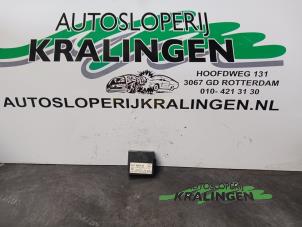 AUTOSLOPERIJ
KRALINGEN
HOOFDWEG 131
3067 GD ROTTERDAM
010- 421 31 30
AUTOSLOPERIJKRALINGEN.NL
AUTOSLOPERIJ
KRALINGEN